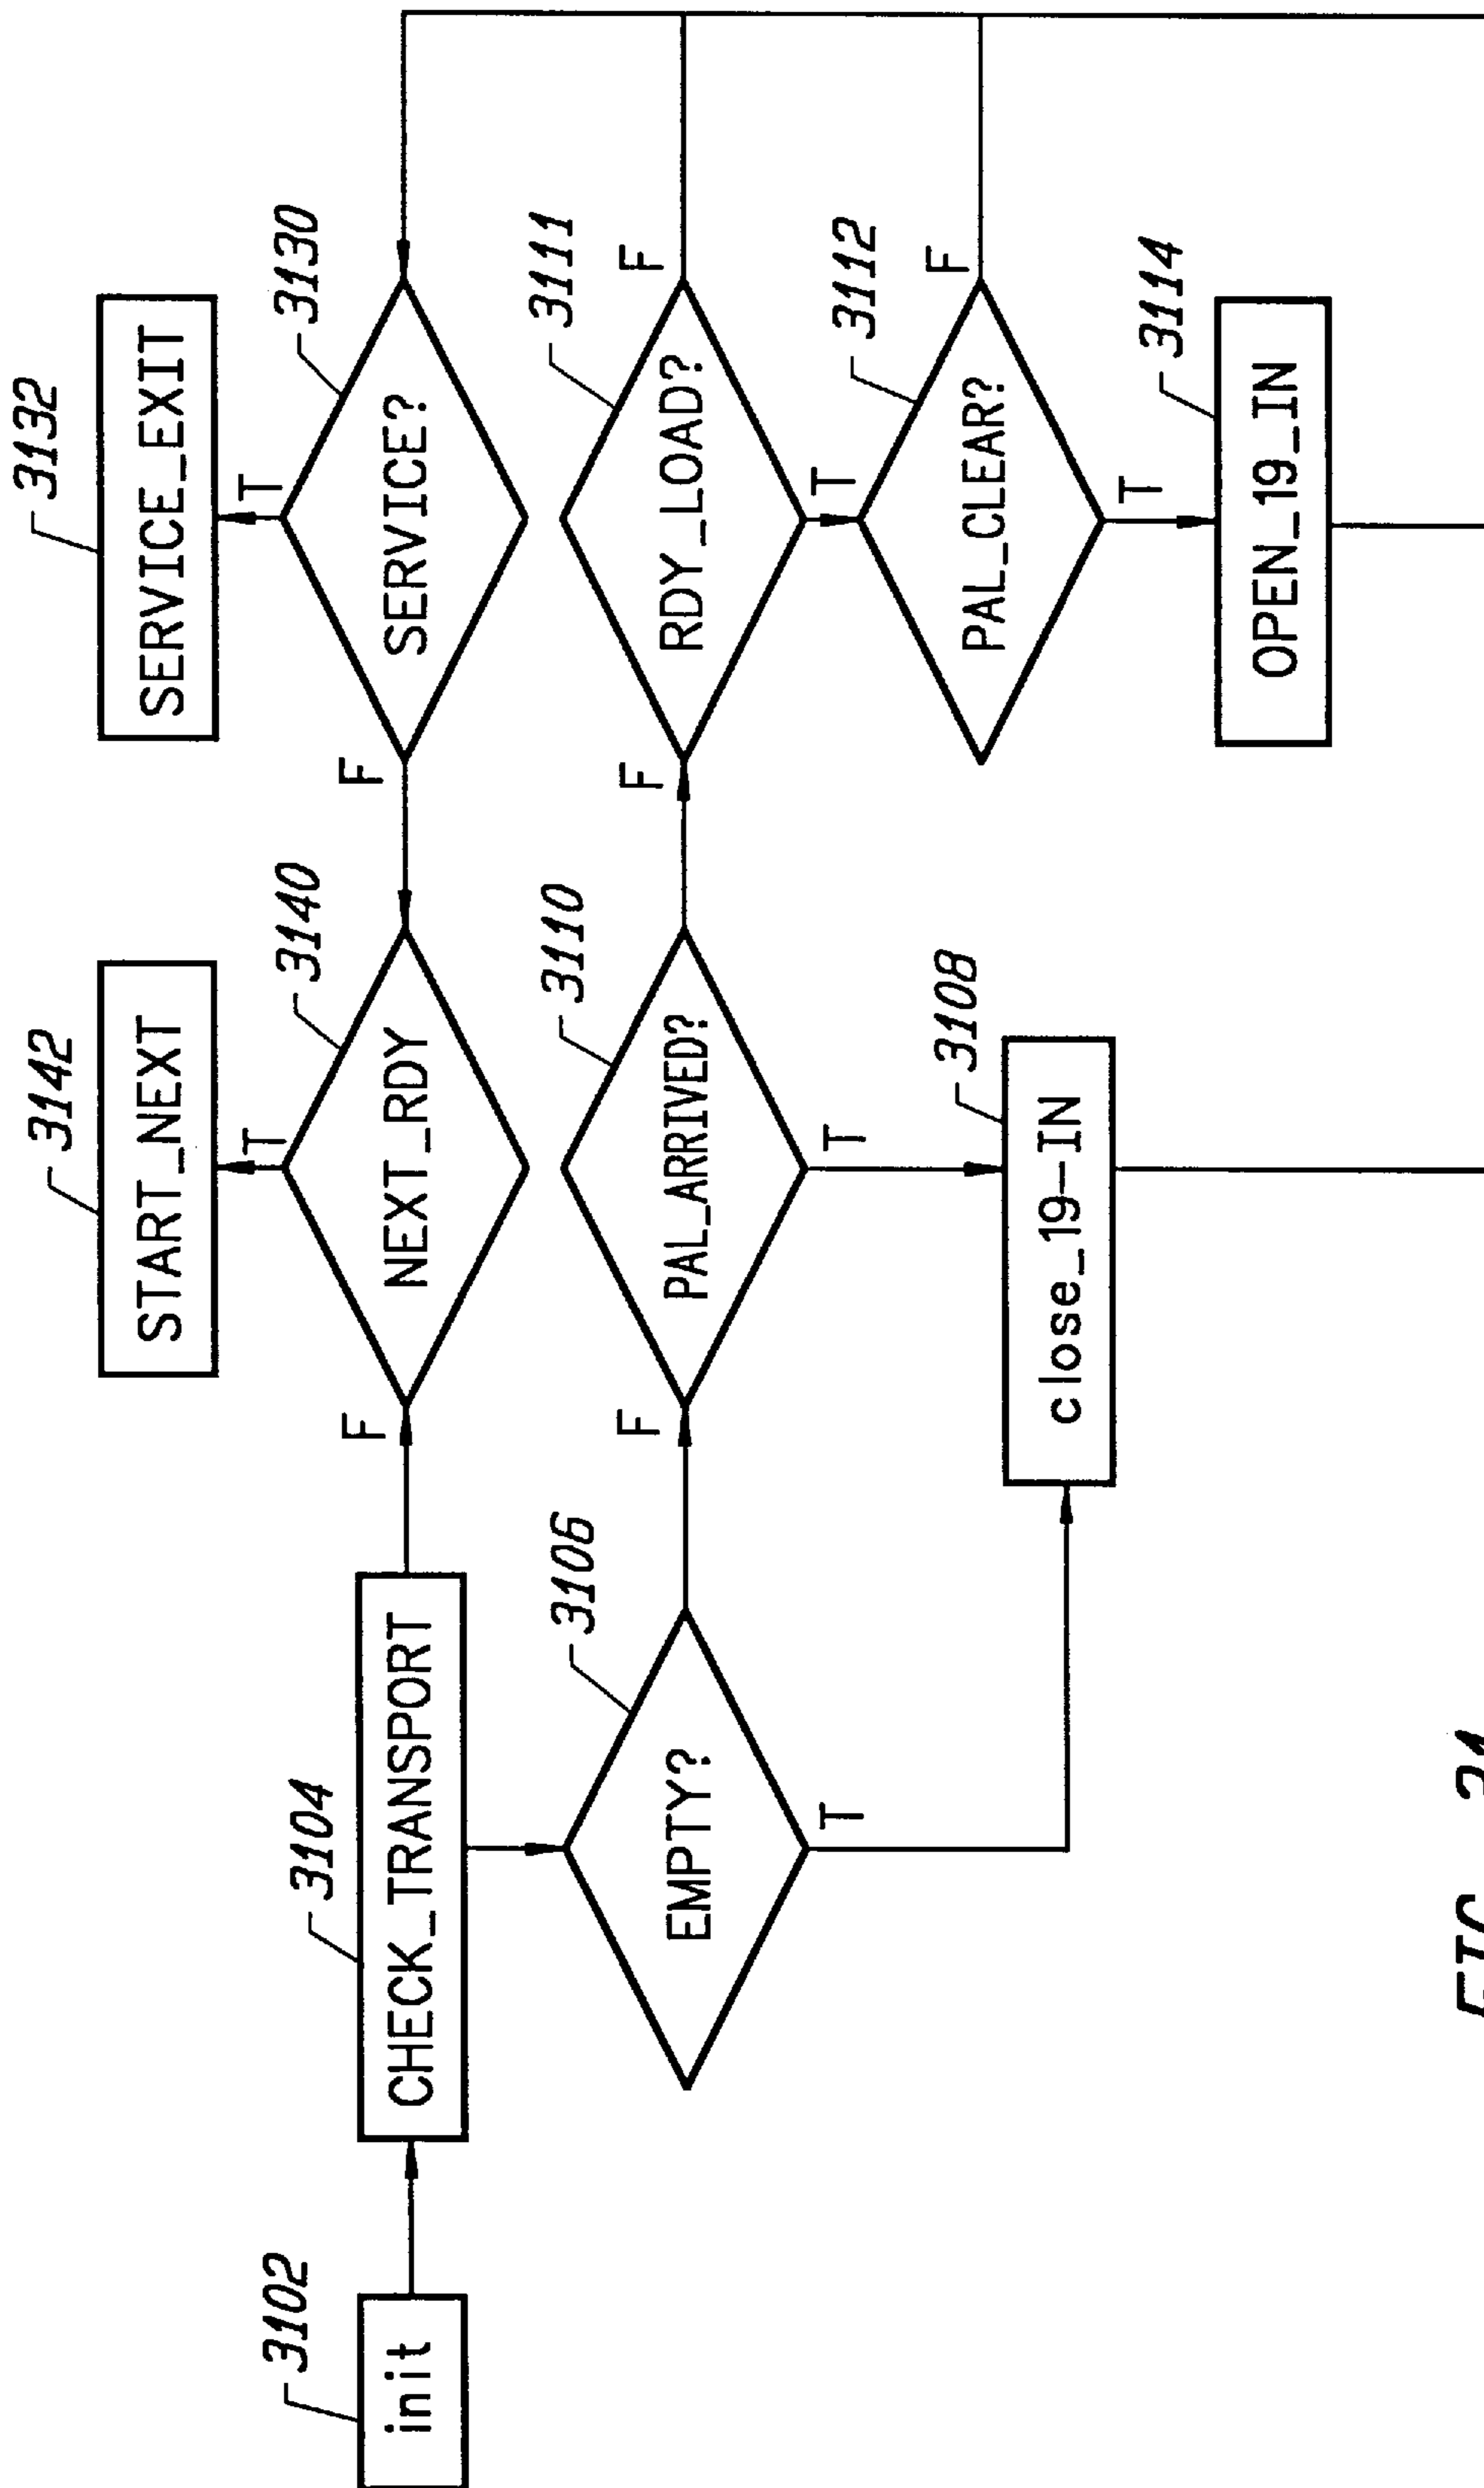 3132
SERVICE_EXIT
3142
START_NEXT
T
3130
SERVICE?
F
T
3140
NEXT_RDY
F
3104
CHECK_TRANSPORT
3102
init
3111
RDY_LOAD?
F
F
3110
PAL_ARRIVED?
F
3106
EMPTY?
T
3112
PAL_CLEAR?
F
T
3108
close_19-IN
T
3114
OPEN_19_IN
T